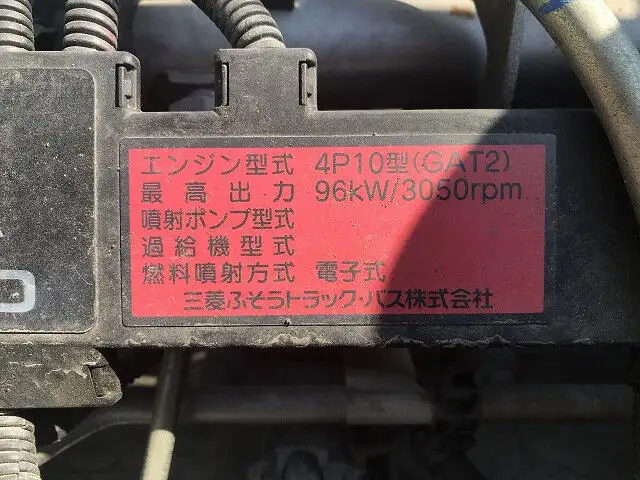 エンジン型式 4P10型(GAT2)
最高出力 96kW/3050rpm
噴射ポンプ型式
過給機型式
燃料噴射方式 電子式
三菱ふそうトラック・バス株式会社